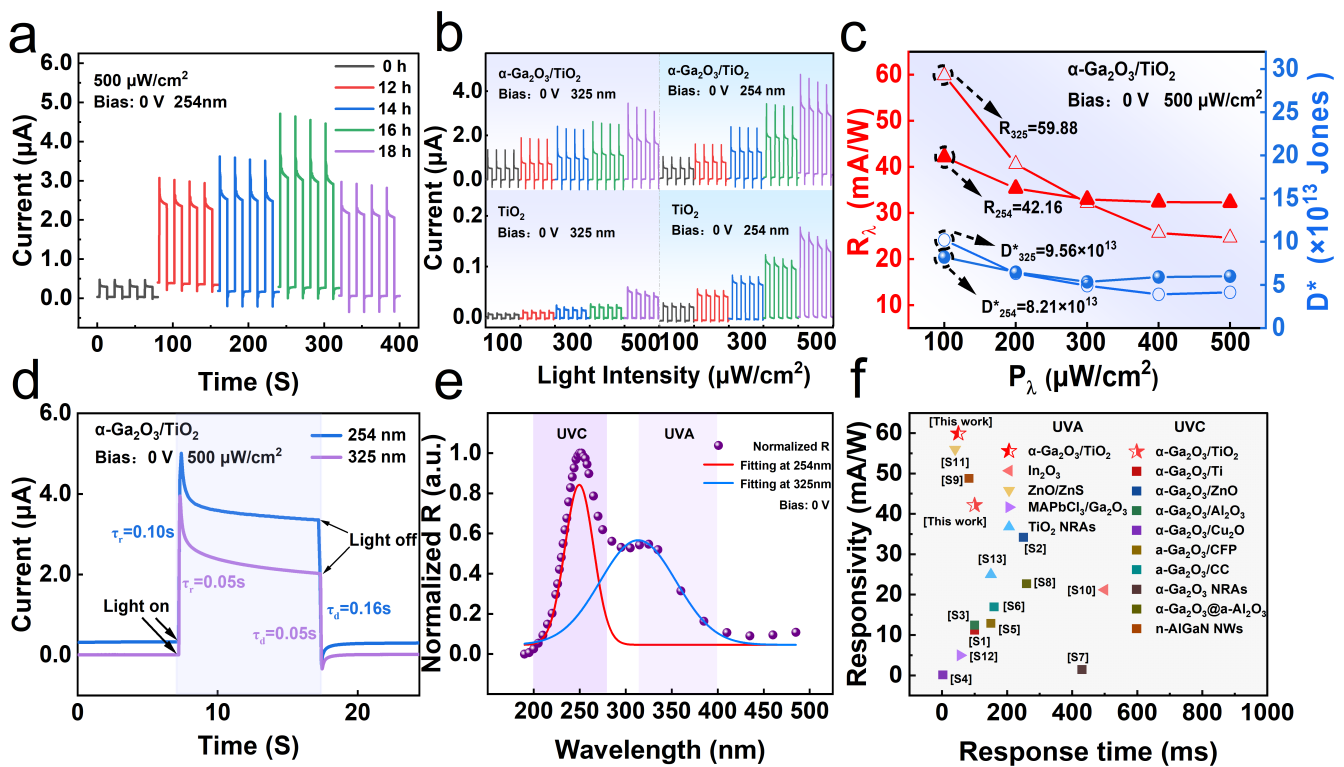 a
6.0
5.0
4.0
3.0
2.0
1.0
0.0
Current (μA)
500 μW/cm²
Bias: 0 V 254nm
0 h
12 h
14 h
16 h
18 h
0 100 200 300 400
Time (S)
b
Current (μA)
4.0
2.0
0.0
0.2
0.1
0.0
α-Ga₂O₃/TiO₂
Bias: 0 V 325 nm
α-Ga₂O₃/TiO₂
Bias: 0 V 254 nm
TiO₂
Bias: 0 V 325 nm
TiO₂
Bias: 0 V 254 nm
100 300 500 100 300 500
Light Intensity (μW/cm²)
c
60
50
40
30
20
10
R_λ (mA/W)
α-Ga₂O₃/TiO₂
Bias: 0 V 500 μW/cm²
R₃₂₅=59.88
R₂₅₄=42.16
D*₃₂₅=9.56×10¹³
D*₂₅₄=8.21×10¹³
30
25
20
15
10
5
0
D* (×10¹³ Jones)
100 200 300 400 500
P_λ (μW/cm²)
d
6.0
4.0
2.0
0.0
Current (μA)
α-Ga₂O₃/TiO₂
Bias: 0 V 500 μW/cm²
254 nm
325 nm
τᵣ=0.10s
τᵣ=0.05s
Light on
Light off
τ_d=0.16s
τ_d=0.05s
0 10 20
Time (S)
e
1.0
0.8
0.6
0.4
0.2
0.0
Normalized R (a.u.)
UVC
UVA
Normalized R
Fitting at 254nm
Fitting at 325nm
Bias: 0 V
200 250 300 350 400 450 500
Wavelength (nm)
f
60
50
40
30
20
10
0
Responsivity (mA/W)
[This work]
[S11]
[S9]
[This work]
[S2]
[S13]
[S8]
[S10]
[S6]
[S3]
[S5]
[S1]
[S12]
[S7]
[S4]
UVA
α-Ga₂O₃/TiO₂
In₂O₃
ZnO/ZnS
MAPbCl₃/Ga₂O₃
TiO₂ NRAs
UVC
α-Ga₂O₃/TiO₂
α-Ga₂O₃/Ti
α-Ga₂O₃/ZnO
α-Ga₂O₃/Al₂O₃
α-Ga₂O₃/Cu₂O
a-Ga₂O₃/CFP
a-Ga₂O₃/CC
α-Ga₂O₃ NRAs
α-Ga₂O₃@a-Al₂O₃
n-AlGaN NWs
0 200 400 600 800 1000
Response time (ms)